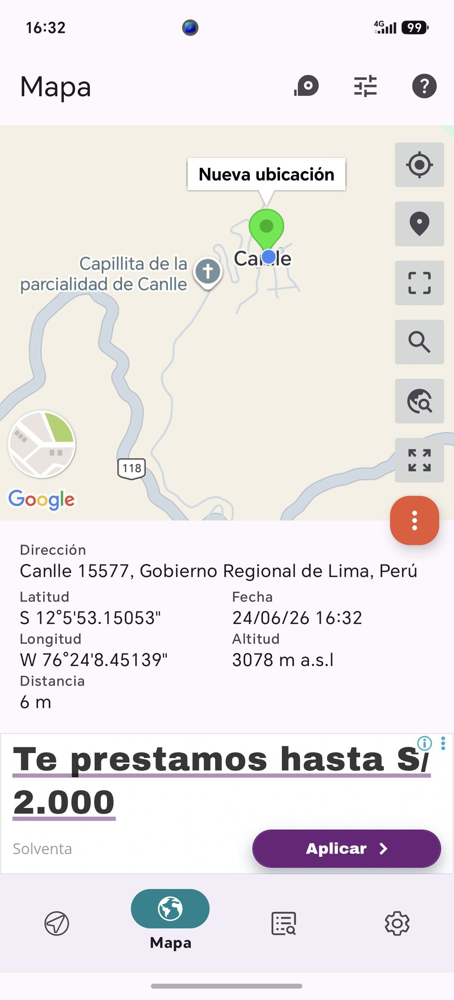 16:32
4G
99
Mapa
Nueva ubicación
Canlle
Capillita de la
parcialidad de Canlle
118
Google
Dirección
Canlle 15577, Gobierno Regional de Lima, Perú
Latitud
S 12°5'53.15053"
Fecha
24/06/26 16:32
Longitud
W 76°24'8.45139"
Altitud
3078 m a.s.l
Distancia
6 m
Te prestamos hasta S/
2.000
Solventa
Aplicar
Mapa